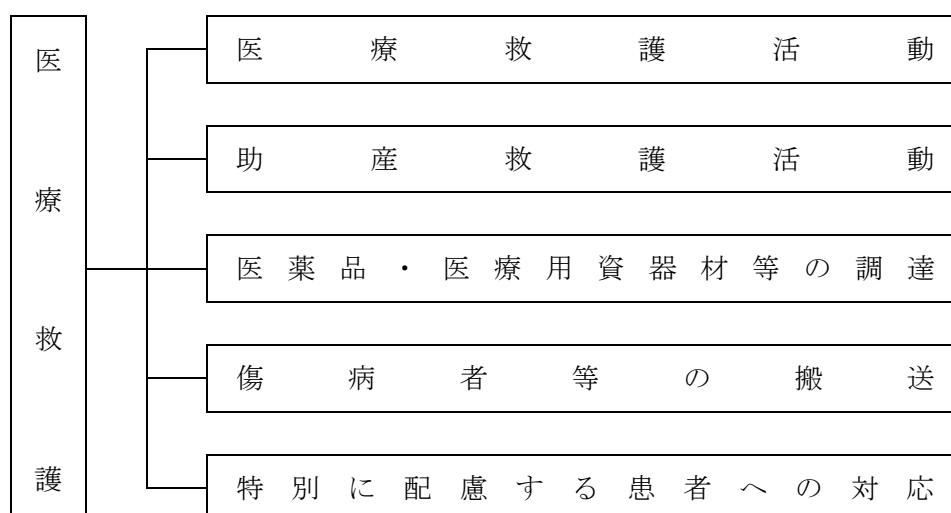 医療救護
医療救護活動
助産救護活動
医薬品・医療用資器材等の調達
傷病者等の搬送
特別に配慮する患者への対応